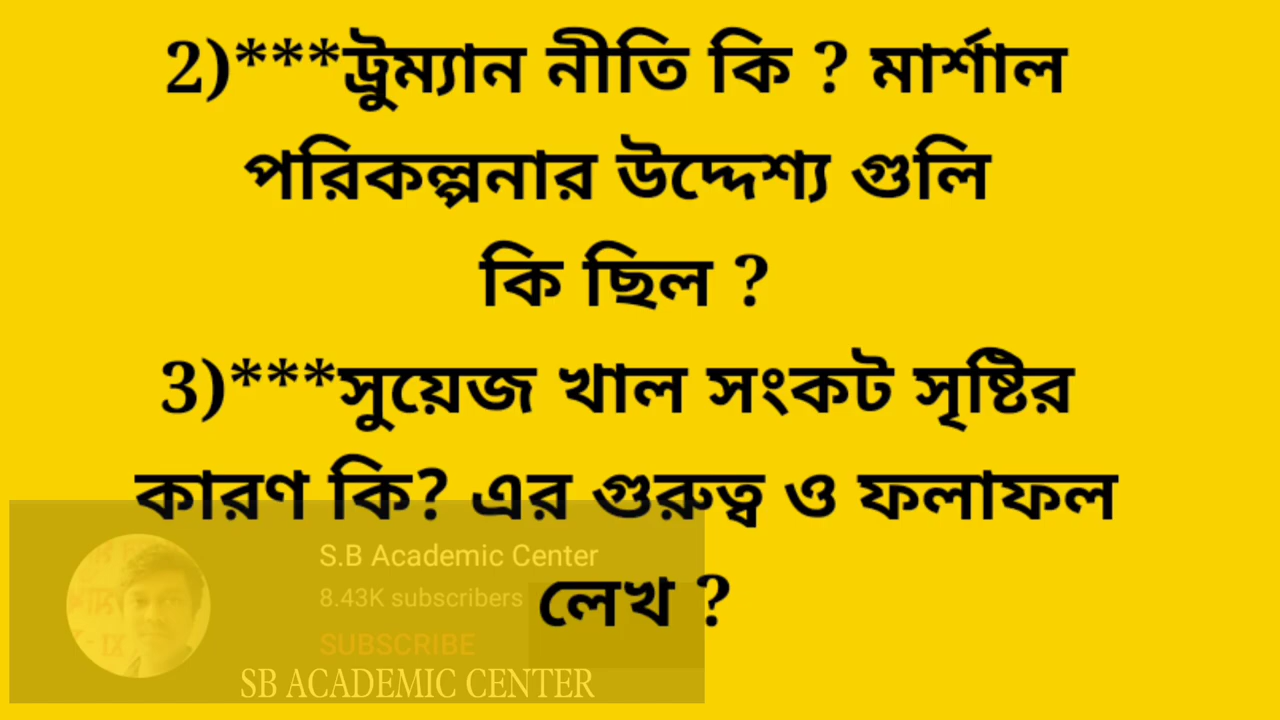 2)***ট্রুম্যান নীতি কি ? মার্শাল
পরিকল্পনার উদ্দেশ্য গুলি
কি ছিল ?
3)***সুয়েজ খাল সংকট সৃষ্টির
কারণ কি? এর গুরুত্ব ও ফলাফল
লেখ ?
S.B Academic Center
8.43K subscribers
SUBSCRIBE
SB ACADEMIC CENTER